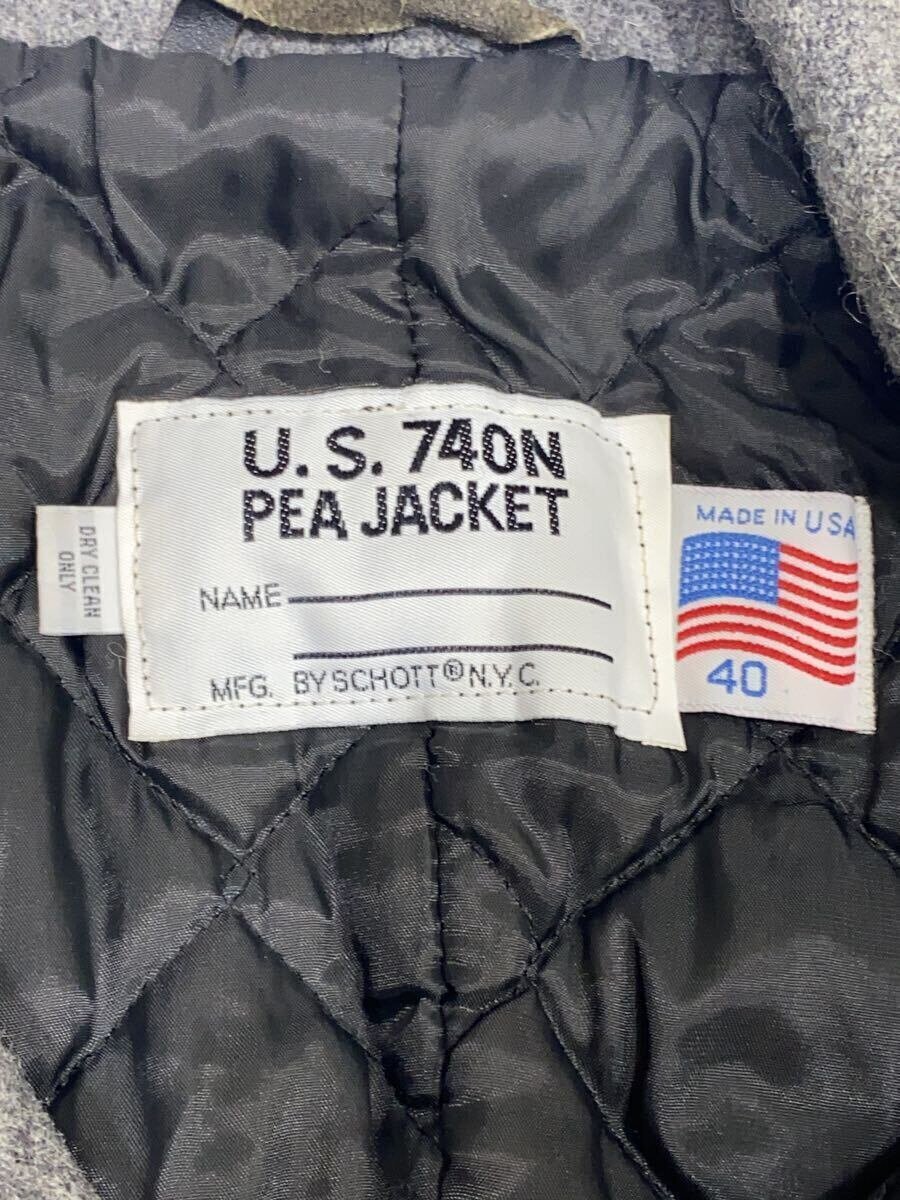 U.S. 740N
PEA JACKET
NAME
MFG. BY SCHOTT® N.Y.C.
DRY CLEAN
ONLY
MADE IN USA
40